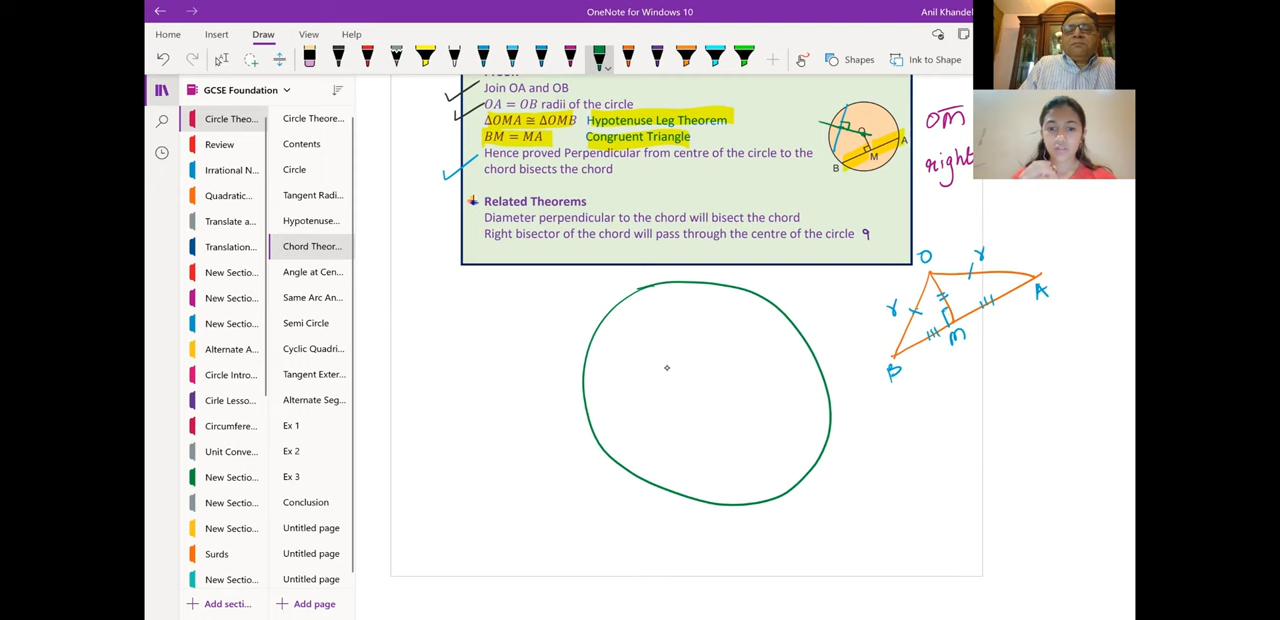 OneNote for Windows 10
Anil Khandel
Home Insert Draw View Help
Shapes Ink to Shape
GCSE Foundation
Circle Theo...
Review
Irrational N...
Quadratic...
Translate a...
Translation...
New Sectio...
New Sectio...
New Sectio...
Alternate A...
Circle Intro...
Cirle Lesso...
Circumfere...
Unit Conve...
New Sectio...
New Sectio...
New Sectio...
Surds
New Sectio...
Add secti...
Circle Theore...
Contents
Circle
Tangent Radi...
Hypotenuse...
Chord Theor...
Angle at Cen...
Same Arc An...
Semi Circle
Cyclic Quadri...
Tangent Exter...
Alternate Seg...
Ex 1
Ex 2
Ex 3
Conclusion
Untitled page
Untitled page
Untitled page
Add page
Join OA and OB
OA = OB radii of the circle
ΔOMA ≅ ΔOMB Hypotenuse Leg Theorem
BM = MA Congruent Triangle
Hence proved Perpendicular from centre of the circle to the
chord bisects the chord
Related Theorems
Diameter perpendicular to the chord will bisect the chord
Right bisector of the chord will pass through the centre of the circle 9
O
A
M
B
OM
right
O
r
A
r
M
B